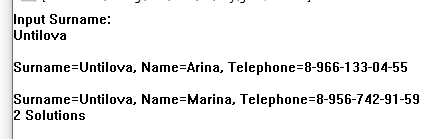 Input Surname:
Untilova
Surname=Untilova, Name=Arina, Telephone=8-966-133-04-55
Surname=Untilova, Name=Marina, Telephone=8-956-742-91-59
2 Solutions